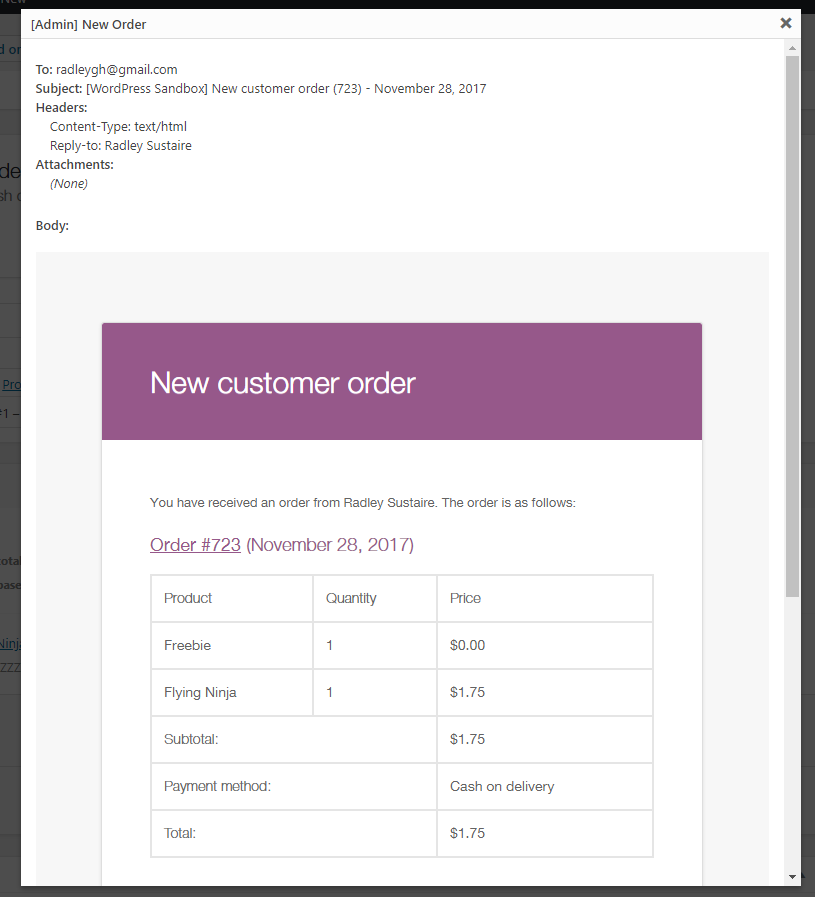 [Admin] New Order
To: radleygh@gmail.com
Subject: [WordPress Sandbox] New customer order (723) - November 28, 2017
Headers:
Content-Type: text/html
Reply-to: Radley Sustaire
Attachments:
(None)
Body:
New customer order
You have received an order from Radley Sustaire. The order is as follows:
Order #723 (November 28, 2017)
Product Quantity Price
Freebie 1 $0.00
Flying Ninja 1 $1.75
Subtotal: $1.75
Payment method: Cash on delivery
Total: $1.75